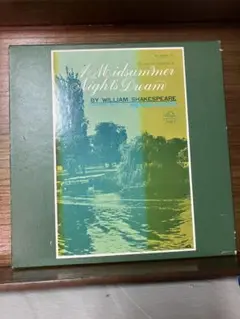 A Midsummer
Night's Dream
BY WILLIAM SHAKESPEARE